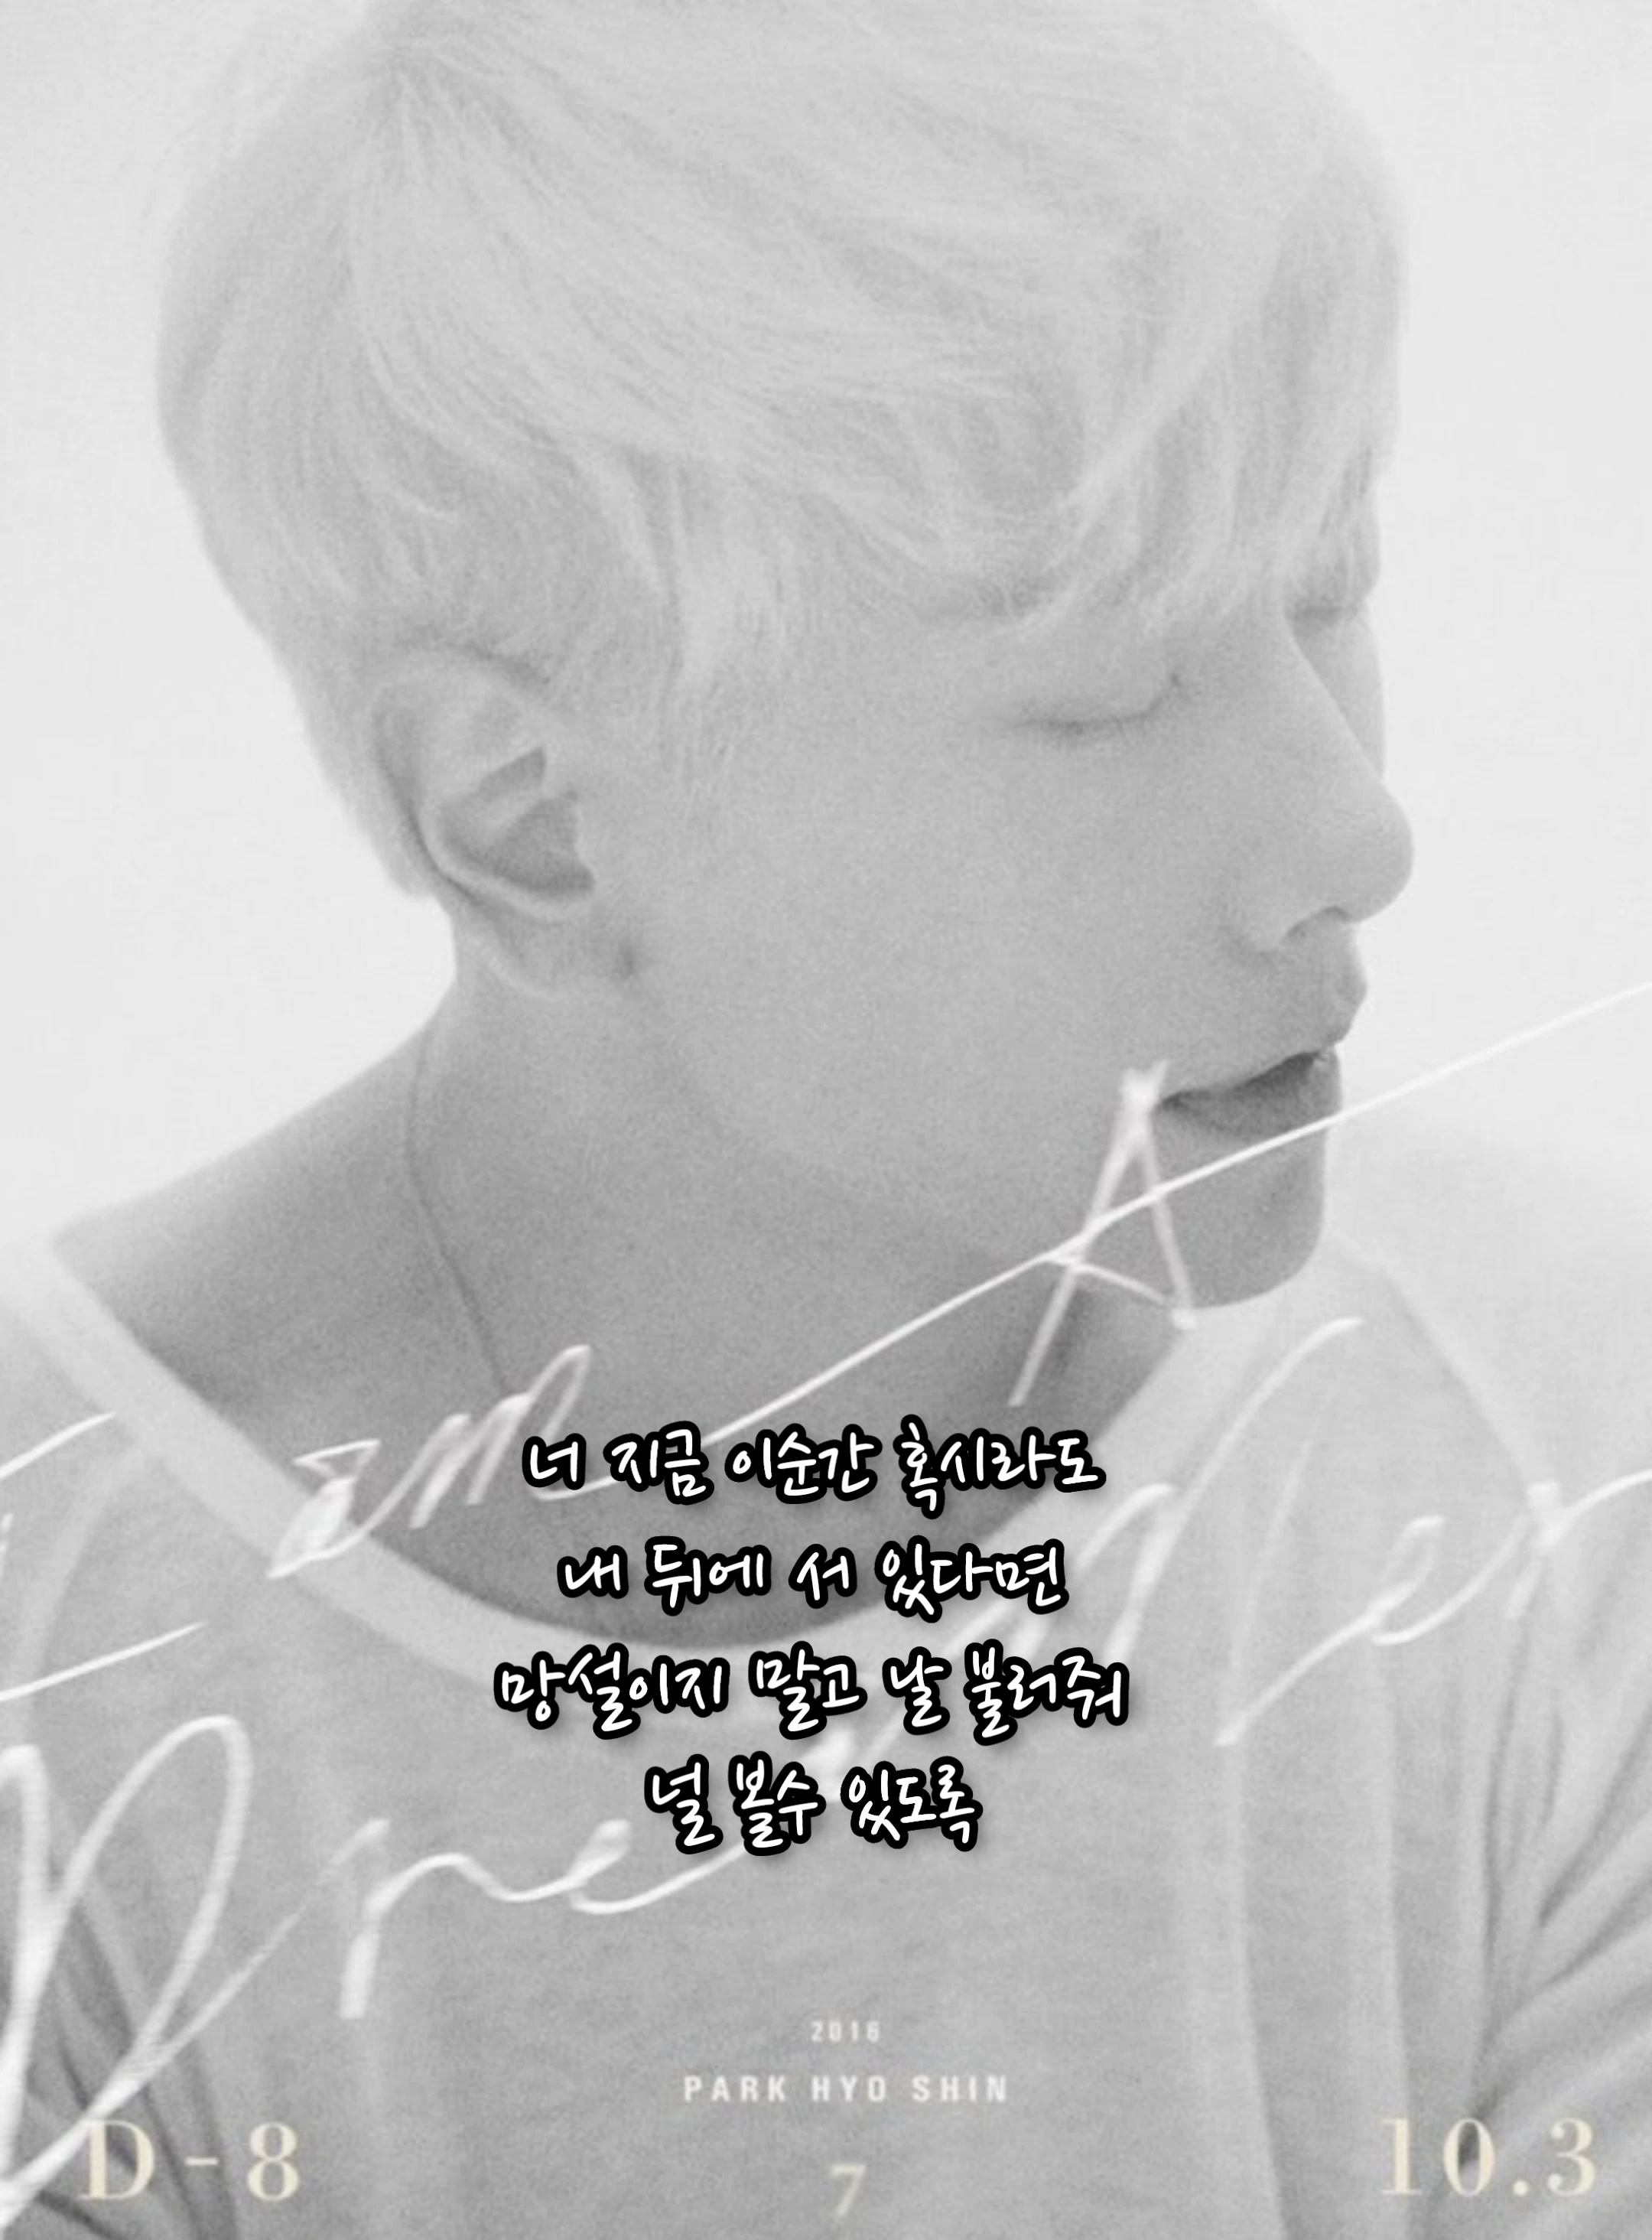 I am A
Dreamer
너 지금 이순간 혹시라도
내 뒤에 서 있다면
망설이지 말고 날 불러줘
널 볼수 있도록
2016
PARK HYO SHIN
D-8
7
10.3